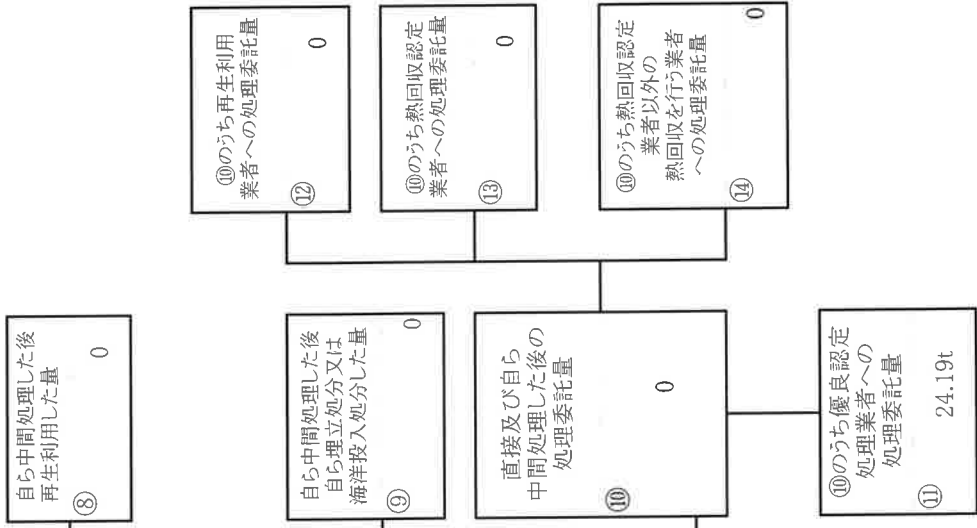 ⑧
自ら中間処理した後
再生利用した量
0
⑨
自ら中間処理した後
自ら埋立処分又は
海洋投入処分した量
0
⑩
直接及び自ら
中間処理した後の
処理委託量
0
⑪
⑩のうち優良認定
処理業者への
処理委託量
24.19t
⑫
⑩のうち再生利用
業者への処理委託量
0
⑬
⑩のうち熱回収認定
業者への処理委託量
0
⑭
⑩のうち熱回収認定
業者以外の
熱回収を行う業者
への処理委託量
0